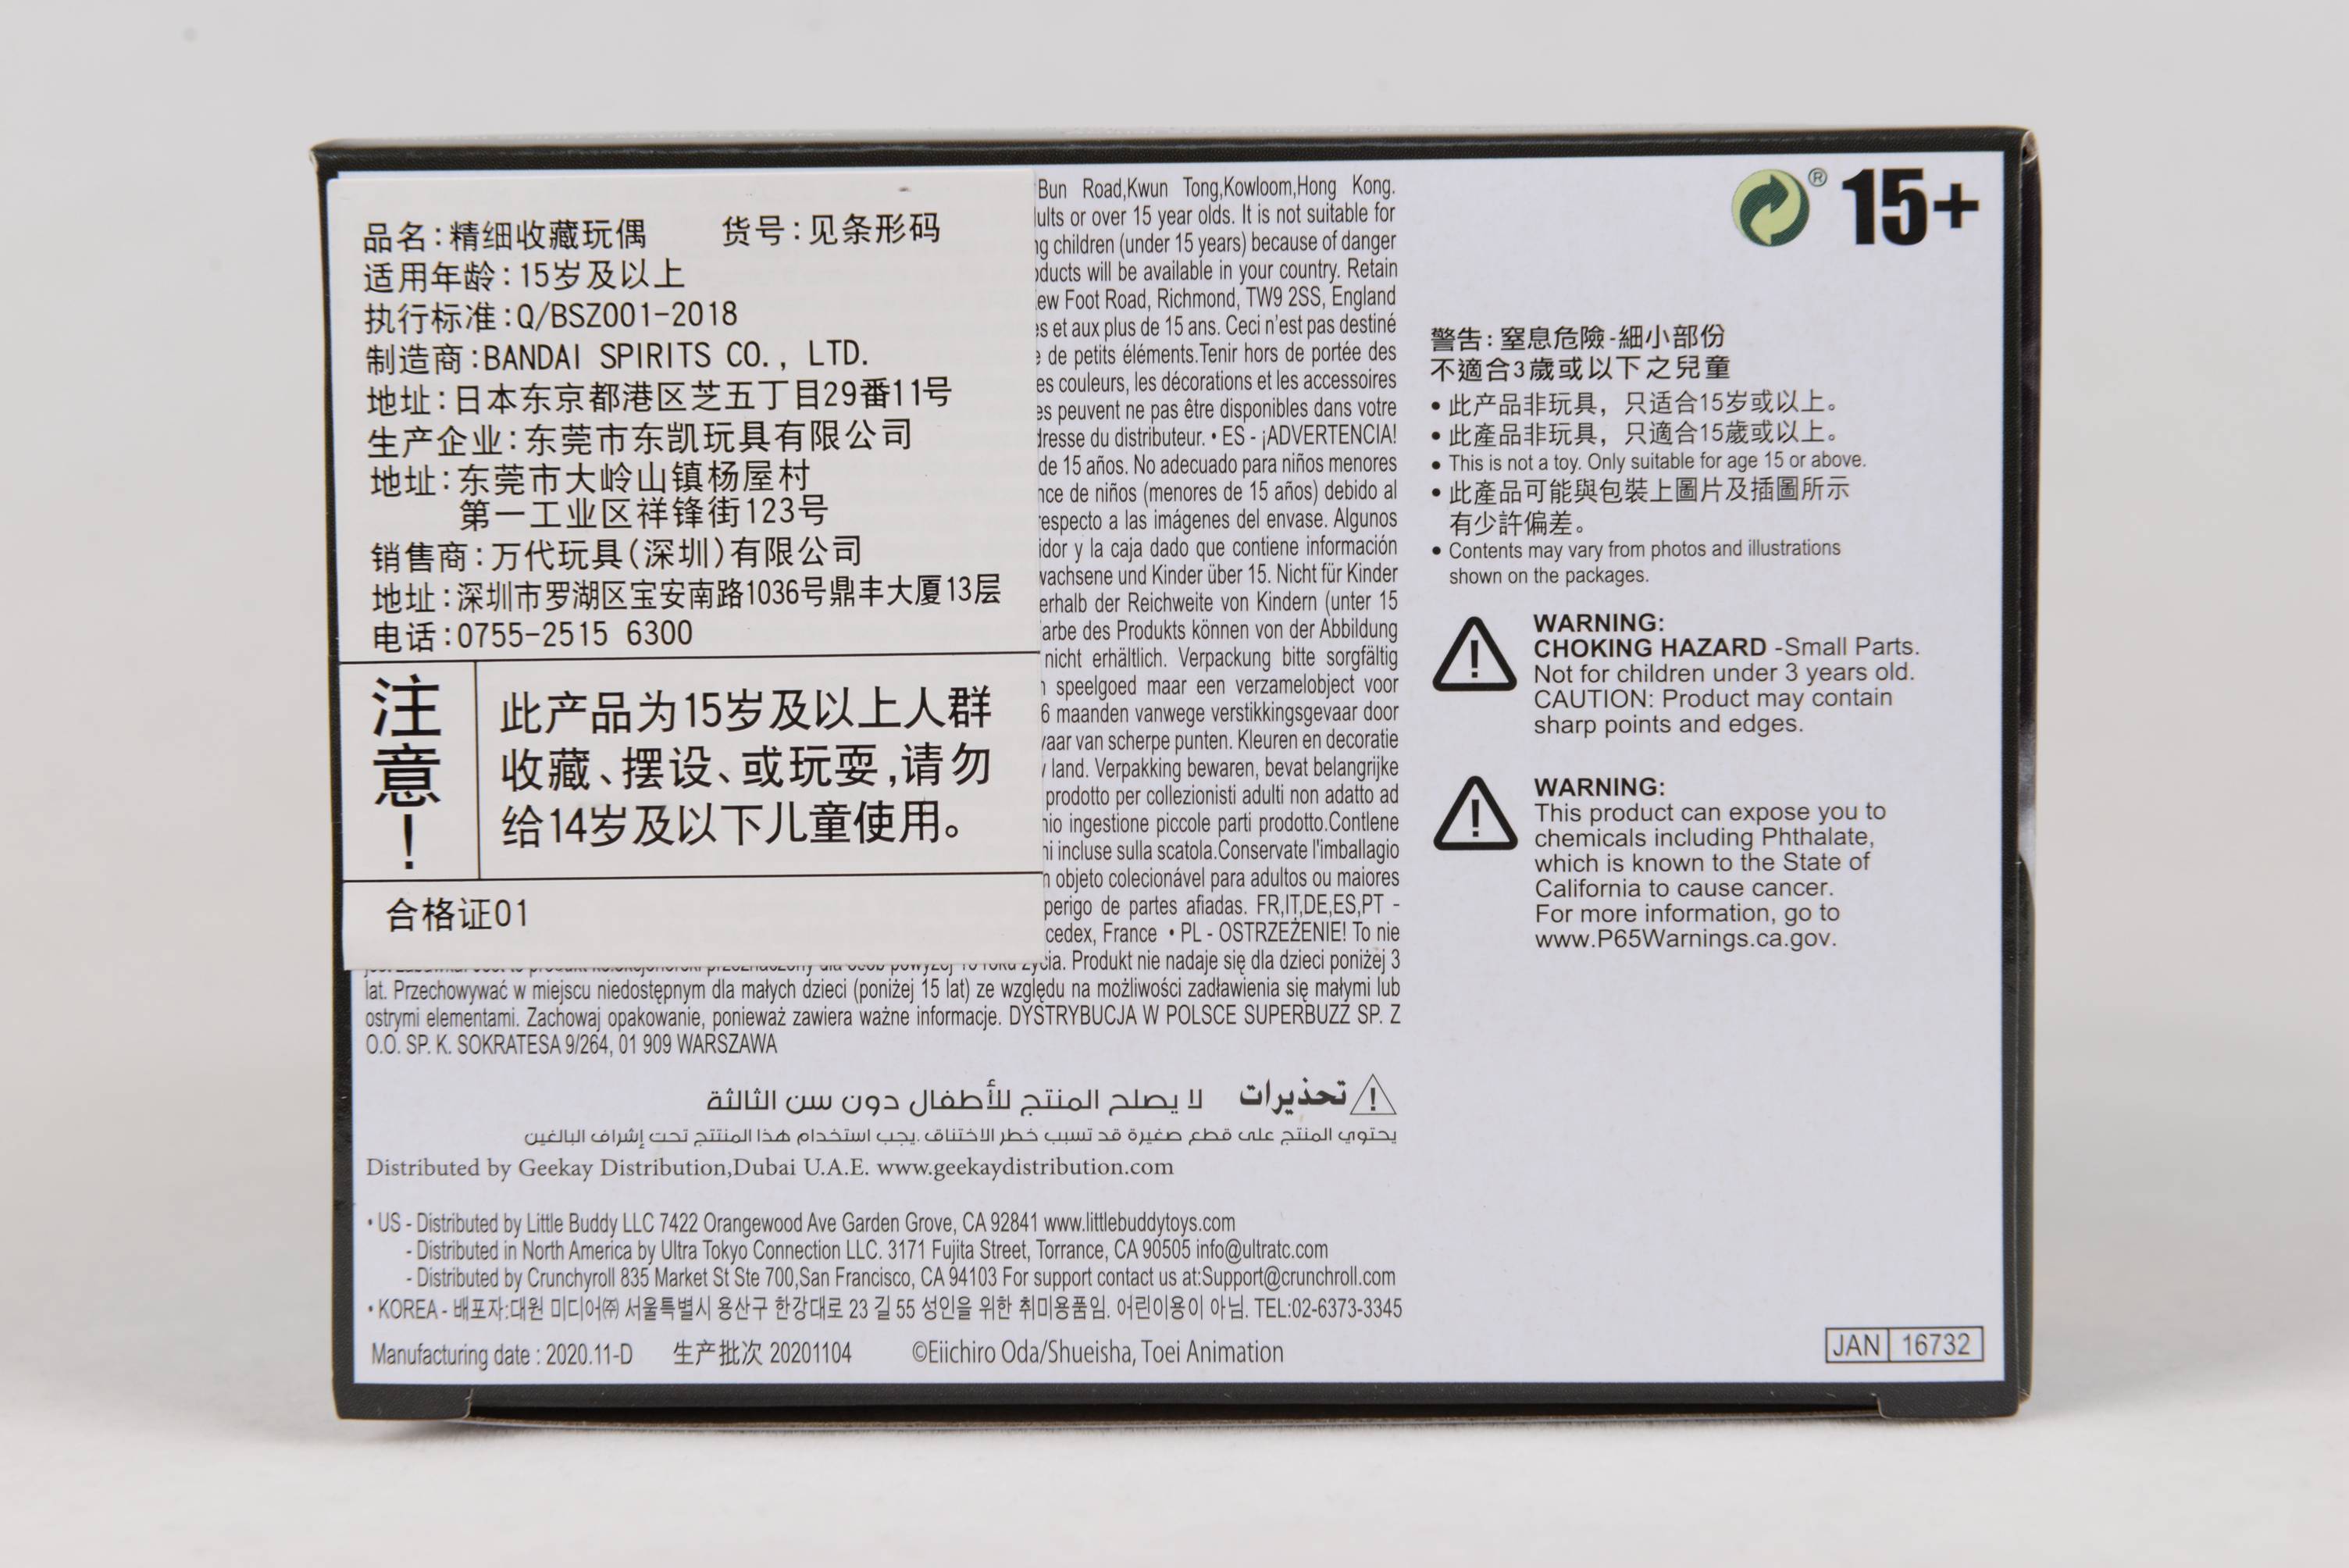 品名:精细收藏玩偶 货号:见条形码
适用年龄:15岁及以上
执行标准:Q/BSZ001-2018
制造商:BANDAI SPIRITS CO., LTD.
地址:日本东京都港区芝五丁目29番11号
生产企业:东莞市东凯玩具有限公司
地址:东莞市大岭山镇杨屋村
第一工业区祥锋街123号
销售商:万代玩具(深圳)有限公司
地址:深圳市罗湖区宝安南路1036号鼎丰大厦13层
电话:0755-2515 6300
注意!
此产品为15岁及以上人群
收藏、摆设、或玩耍,请勿
给14岁及以下儿童使用。
合格证01
Bun Road,Kwun Tong,Kowloom,Hong Kong.
or over 15 year olds. It is not suitable for
children (under 15 years) because of danger
will be available in your country. Retain
Foot Road, Richmond, TW9 2SS, England
et aux plus de 15 ans. Ceci n'est pas destiné
de petits éléments.Tenir hors de portée des
couleurs, les décorations et les accessoires
peuvent ne pas être disponibles dans votre
du distributeur. • ES - ¡ADVERTENCIA!
de 15 años. No adecuado para niños menores
de niños (menores de 15 años) debido al
a las imágenes del envase. Algunos
y la caja dado que contiene información
und Kinder über 15. Nicht für Kinder
der Reichweite von Kindern (unter 15
des Produkts können von der Abbildung
nicht erhältlich. Verpackung bitte sorgfältig
speelgoed maar een verzamelobject voor
6 maanden vanwege verstikkingsgevaar door
van scherpe punten. Kleuren en decoratie
land. Verpakking bewaren, bevat belangrijke
prodotto per collezionisti adulti non adatto ad
ingestione piccole parti prodotto.Contlene
incluse sulla scatola.Conservate l'imballagio
objeto colecionável para adultos ou maiores
perigo de partes afiadas. FR,IT,DE,ES,PT -
cedex, France • PL - OSTRZEŻENIE! To nie
Produkt nie nadaje się dla dzieci poniżej 3
lat. Przechowywać w miejscu niedostępnym dla małych dzieci (poniżej 15 lat) ze względu na możliwości zadławienia się małymi lub
ostrymi elementami. Zachowaj opakowanie, ponieważ zawiera ważne informacje. DYSTRYBUCJA W POLSCE SUPERBUZZ SP. Z
O.O. SP. K. SOKRATESA 9/264, 01 909 WARSZAWA
تحذيرات لا يصلح المنتج للأطفال دون سن الثالثة
يحتوي المنتج على قطع صغيرة قد تسبب خطر الاختناق .يجب استخدام هذا المنتتج تحت إشراف البالغين
Distributed by Geekay Distribution,Dubai U.A.E. www.geekaydistribution.com
• US - Distributed by Little Buddy LLC 7422 Orangewood Ave Garden Grove, CA 92841 www.littlebuddytoys.com
- Distributed in North America by Ultra Tokyo Connection LLC. 3171 Fujita Street, Torrance, CA 90505 info@ultratc.com
- Distributed by Crunchyroll 835 Market St Ste 700,San Francisco, CA 94103 For support contact us at:Support@crunchroll.com
• KOREA - 배포자:대원 미디어㈜ 서울특별시 용산구 한강대로 23 길 55 성인을 위한 취미용품임. 어린이용이 아님. TEL:02-6373-3345
Manufacturing date : 2020.11-D 生产批次 20201104 ©Eiichiro Oda/Shueisha, Toei Animation
® 15+
警告: 窒息危險-細小部份
不適合3歲或以下之兒童
• 此产品非玩具，只适合15岁或以上。
• 此產品非玩具，只適合15歲或以上。
• This is not a toy. Only suitable for age 15 or above.
• 此產品可能與包裝上圖片及插圖所示
有少許偏差。
• Contents may vary from photos and illustrations
shown on the packages.
WARNING:
CHOKING HAZARD -Small Parts.
Not for children under 3 years old.
CAUTION: Product may contain
sharp points and edges.
WARNING:
This product can expose you to
chemicals including Phthalate,
which is known to the State of
California to cause cancer.
For more information, go to
www.P65Warnings.ca.gov.
JAN 16732